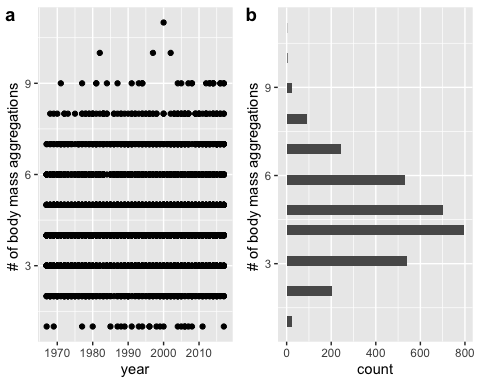 a
# of body mass aggregations
9
6
3
1970 1980 1990 2000 2010
year
b
# of body mass aggregations
9
6
3
0 200 400 600 800
count